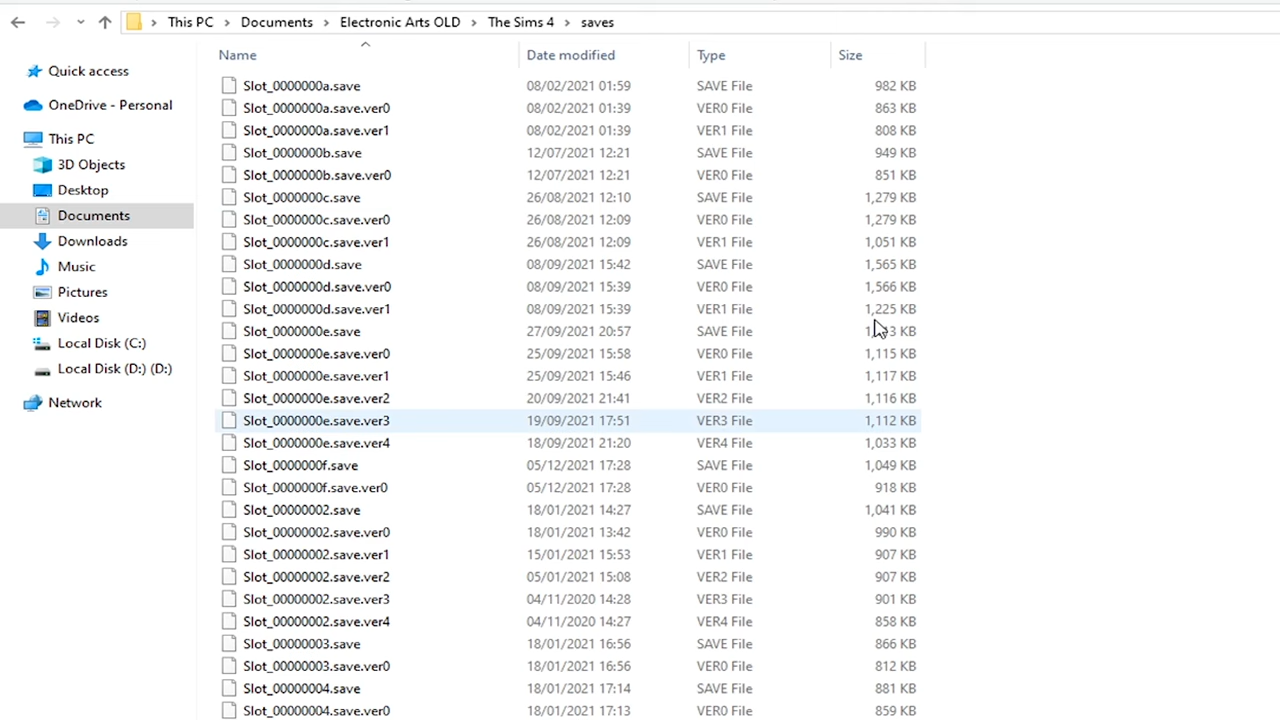 This PC > Documents > Electronic Arts OLD > The Sims 4 > saves
Name Date modified Type Size
Quick access
OneDrive - Personal
This PC
3D Objects
Desktop
Documents
Downloads
Music
Pictures
Videos
Local Disk (C:)
Local Disk (D:) (D:)
Network
Slot_0000000a.save 08/02/2021 01:59 SAVE File 982 KB
Slot_0000000a.save.ver0 08/02/2021 01:39 VER0 File 863 KB
Slot_0000000a.save.ver1 08/02/2021 01:39 VER1 File 808 KB
Slot_0000000b.save 12/07/2021 12:21 SAVE File 949 KB
Slot_0000000b.save.ver0 12/07/2021 12:21 VER0 File 851 KB
Slot_0000000c.save 26/08/2021 12:10 SAVE File 1,279 KB
Slot_0000000c.save.ver0 26/08/2021 12:09 VER0 File 1,279 KB
Slot_0000000c.save.ver1 26/08/2021 12:09 VER1 File 1,051 KB
Slot_0000000d.save 08/09/2021 15:42 SAVE File 1,565 KB
Slot_0000000d.save.ver0 08/09/2021 15:39 VER0 File 1,566 KB
Slot_0000000d.save.ver1 08/09/2021 15:39 VER1 File 1,225 KB
Slot_0000000e.save 27/09/2021 20:57 SAVE File KB
Slot_0000000e.save.ver0 25/09/2021 15:58 VER0 File 1,115 KB
Slot_0000000e.save.ver1 25/09/2021 15:46 VER1 File 1,117 KB
Slot_0000000e.save.ver2 20/09/2021 21:41 VER2 File 1,116 KB
Slot_0000000e.save.ver3 19/09/2021 17:51 VER3 File 1,112 KB
Slot_0000000e.save.ver4 18/09/2021 21:20 VER4 File 1,033 KB
Slot_0000000f.save 05/12/2021 17:28 SAVE File 1,049 KB
Slot_0000000f.save.ver0 05/12/2021 17:28 VER0 File 918 KB
Slot_00000002.save 18/01/2021 14:27 SAVE File 1,041 KB
Slot_00000002.save.ver0 18/01/2021 13:42 VER0 File 990 KB
Slot_00000002.save.ver1 15/01/2021 15:53 VER1 File 907 KB
Slot_00000002.save.ver2 05/01/2021 15:08 VER2 File 907 KB
Slot_00000002.save.ver3 04/11/2020 14:28 VER3 File 901 KB
Slot_00000002.save.ver4 04/11/2020 14:27 VER4 File 858 KB
Slot_00000003.save 18/01/2021 16:56 SAVE File 866 KB
Slot_00000003.save.ver0 18/01/2021 16:56 VER0 File 812 KB
Slot_00000004.save 18/01/2021 17:14 SAVE File 881 KB
Slot_00000004.save.ver0 18/01/2021 17:13 VER0 File 859 KB